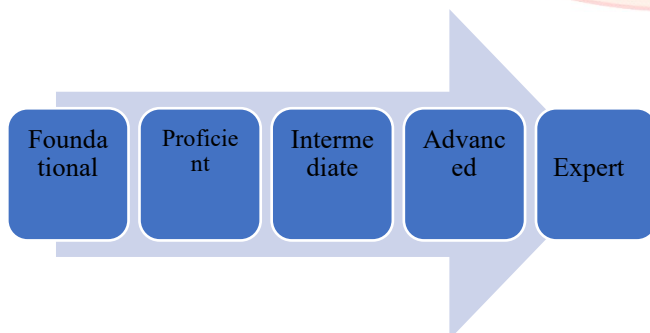 Founda
tional
Proficie
nt
Interme
diate
Advanc
ed
Expert